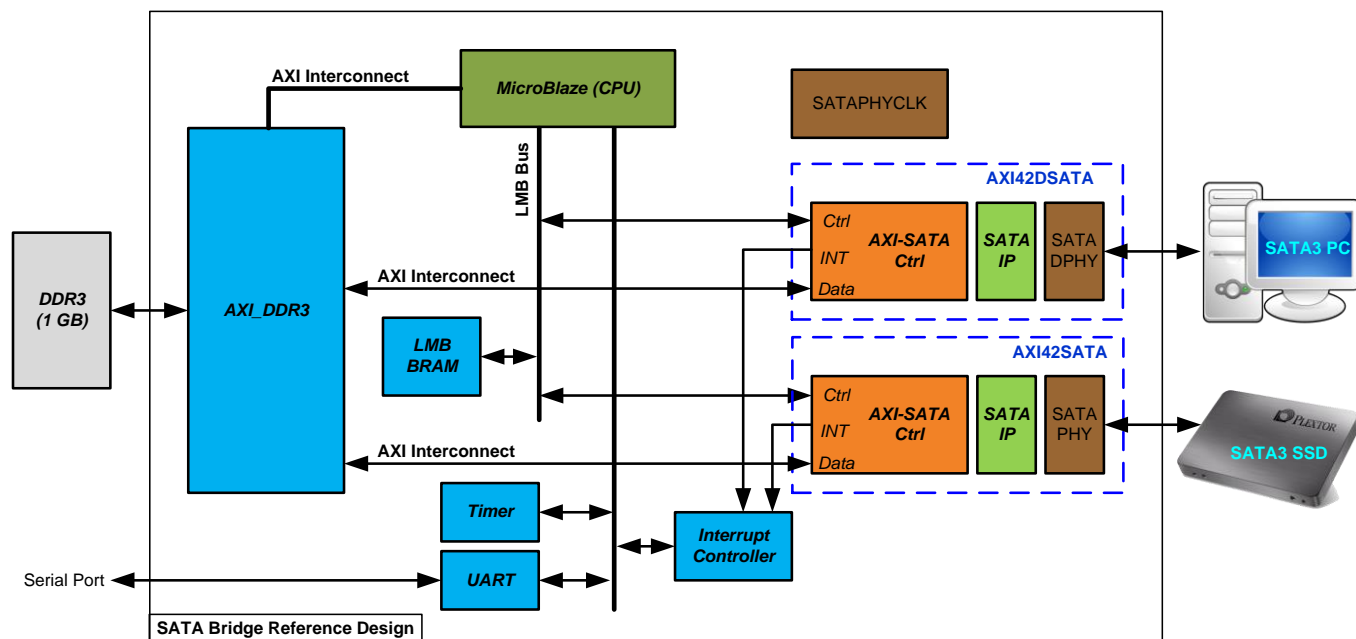 AXI Interconnect
MicroBlaze (CPU)
SATAPHYCLK
LMB Bus
AXI42DSATA
Ctrl
INT
Data
AXI-SATA
Ctrl
SATA
IP
SATA
DPHY
SATA3 PC
DDR3
(1 GB)
AXI_DDR3
AXI Interconnect
LMB
BRAM
AXI42SATA
Ctrl
INT
Data
AXI-SATA
Ctrl
SATA
IP
SATA
PHY
PLEXTOR
SATA3 SSD
AXI Interconnect
Timer
Interrupt
Controller
Serial Port
UART
SATA Bridge Reference Design